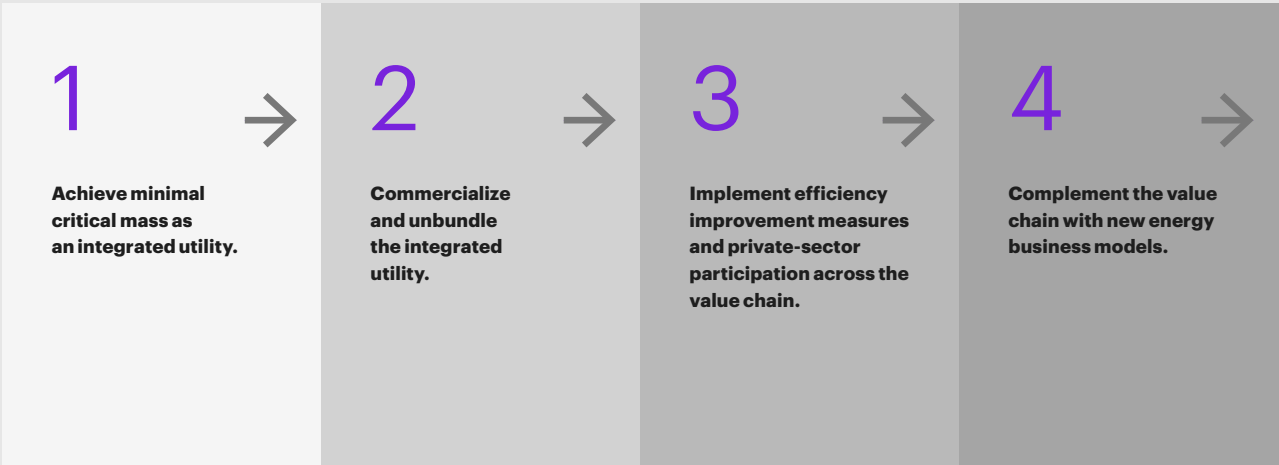 1
Achieve minimal
critical mass as
an integrated utility.
2
Commercialize
and unbundle
the integrated
utility.
3
Implement efficiency
improvement measures
and private-sector
participation across the
value chain.
4
Complement the value
chain with new energy
business models.